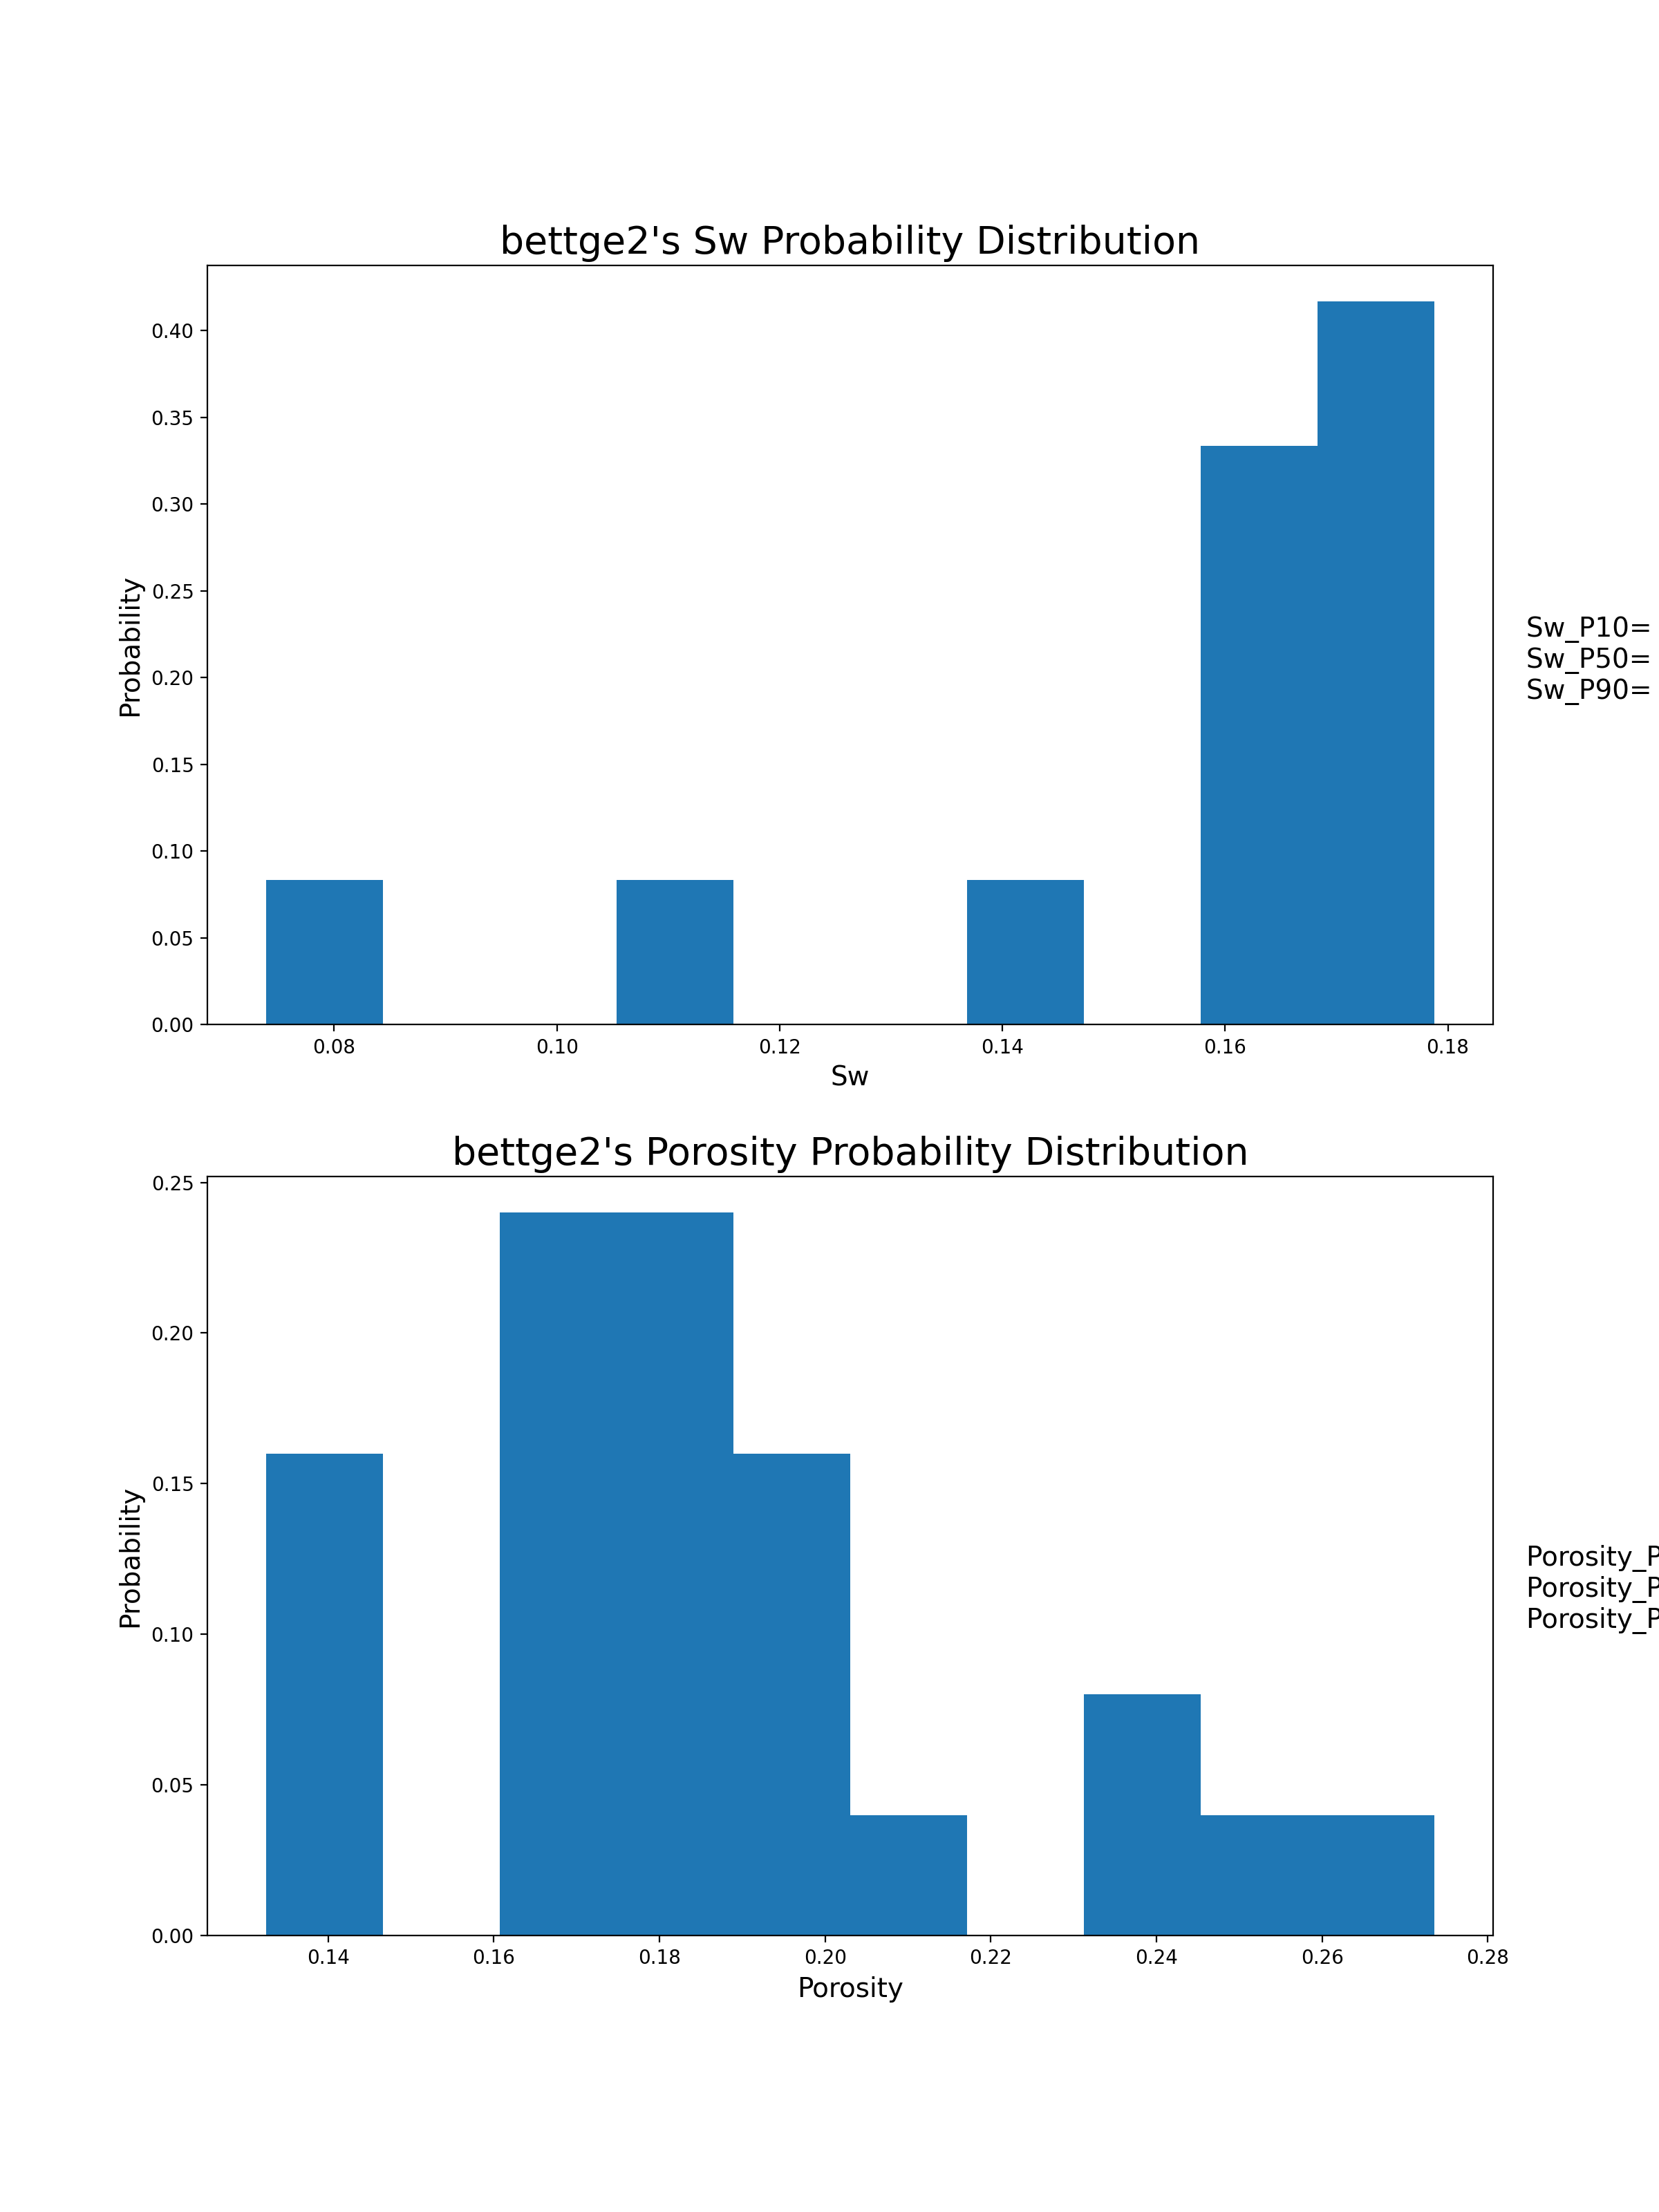 bettge2's Sw Probability Distribution
0.40
0.35
0.30
0.25
0.20
0.15
0.10
0.05
0.00
Probability
0.08 0.10 0.12 0.14 0.16 0.18
Sw
Sw_P10=
Sw_P50=
Sw_P90=
bettge2's Porosity Probability Distribution
0.25
0.20
0.15
0.10
0.05
0.00
Probability
0.14 0.16 0.18 0.20 0.22 0.24 0.26 0.28
Porosity
Porosity_P
Porosity_P
Porosity_P